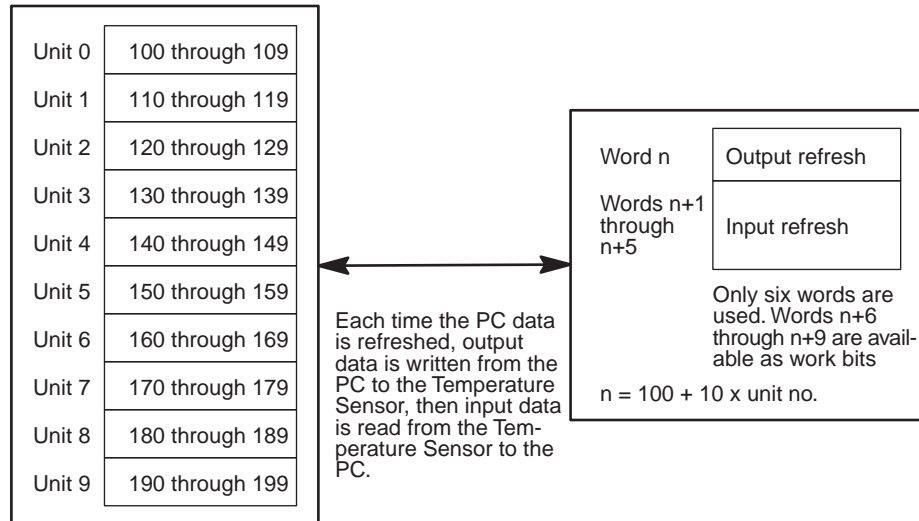 Unit 0 100 through 109
Unit 1 110 through 119
Unit 2 120 through 129
Unit 3 130 through 139
Unit 4 140 through 149
Unit 5 150 through 159
Unit 6 160 through 169
Unit 7 170 through 179
Unit 8 180 through 189
Unit 9 190 through 199
Each time the PC data
is refreshed, output
data is written from the
PC to the Temperature
Sensor, then input data
is read from the Tem-
perature Sensor to the
PC.
Word n Output refresh
Words n+1
through
n+5
Input refresh
Only six words are
used. Words n+6
through n+9 are avail-
able as work bits
n = 100 + 10 x unit no.